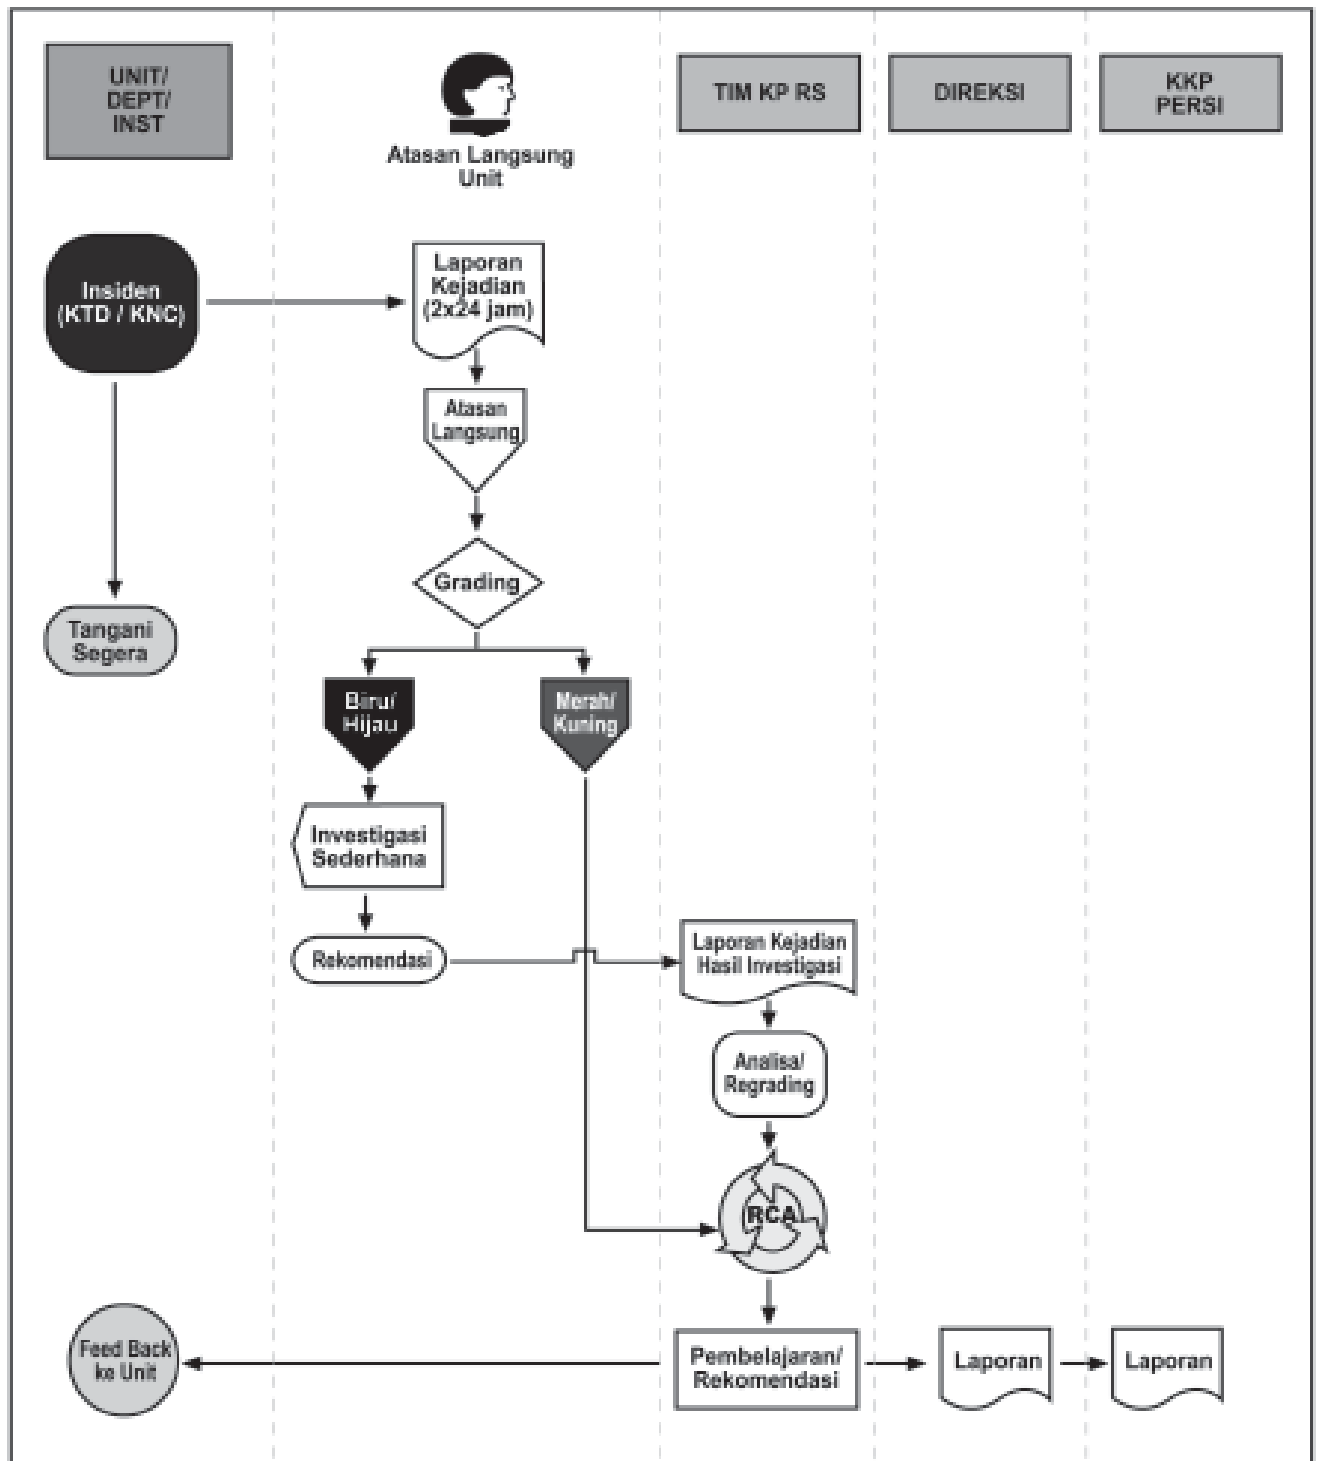 UNIT/
DEPT/
INST
Atasan Langsung
Unit
TIM KP RS
DIREKSI
KKP
PERSI
Insiden
(KTD / KNC)
Laporan
Kejadian
(2x24 jam)
Atasan
Langsung
Grading
Tangani
Segera
Biru/
Hijau
Merah/
Kuning
Investigasi
Sederhana
Rekomendasi
Laporan Kejadian
Hasil Investigasi
Analisa/
Regrading
RCA
Feed Back
ke Unit
Pembelajaran/
Rekomendasi
Laporan
Laporan